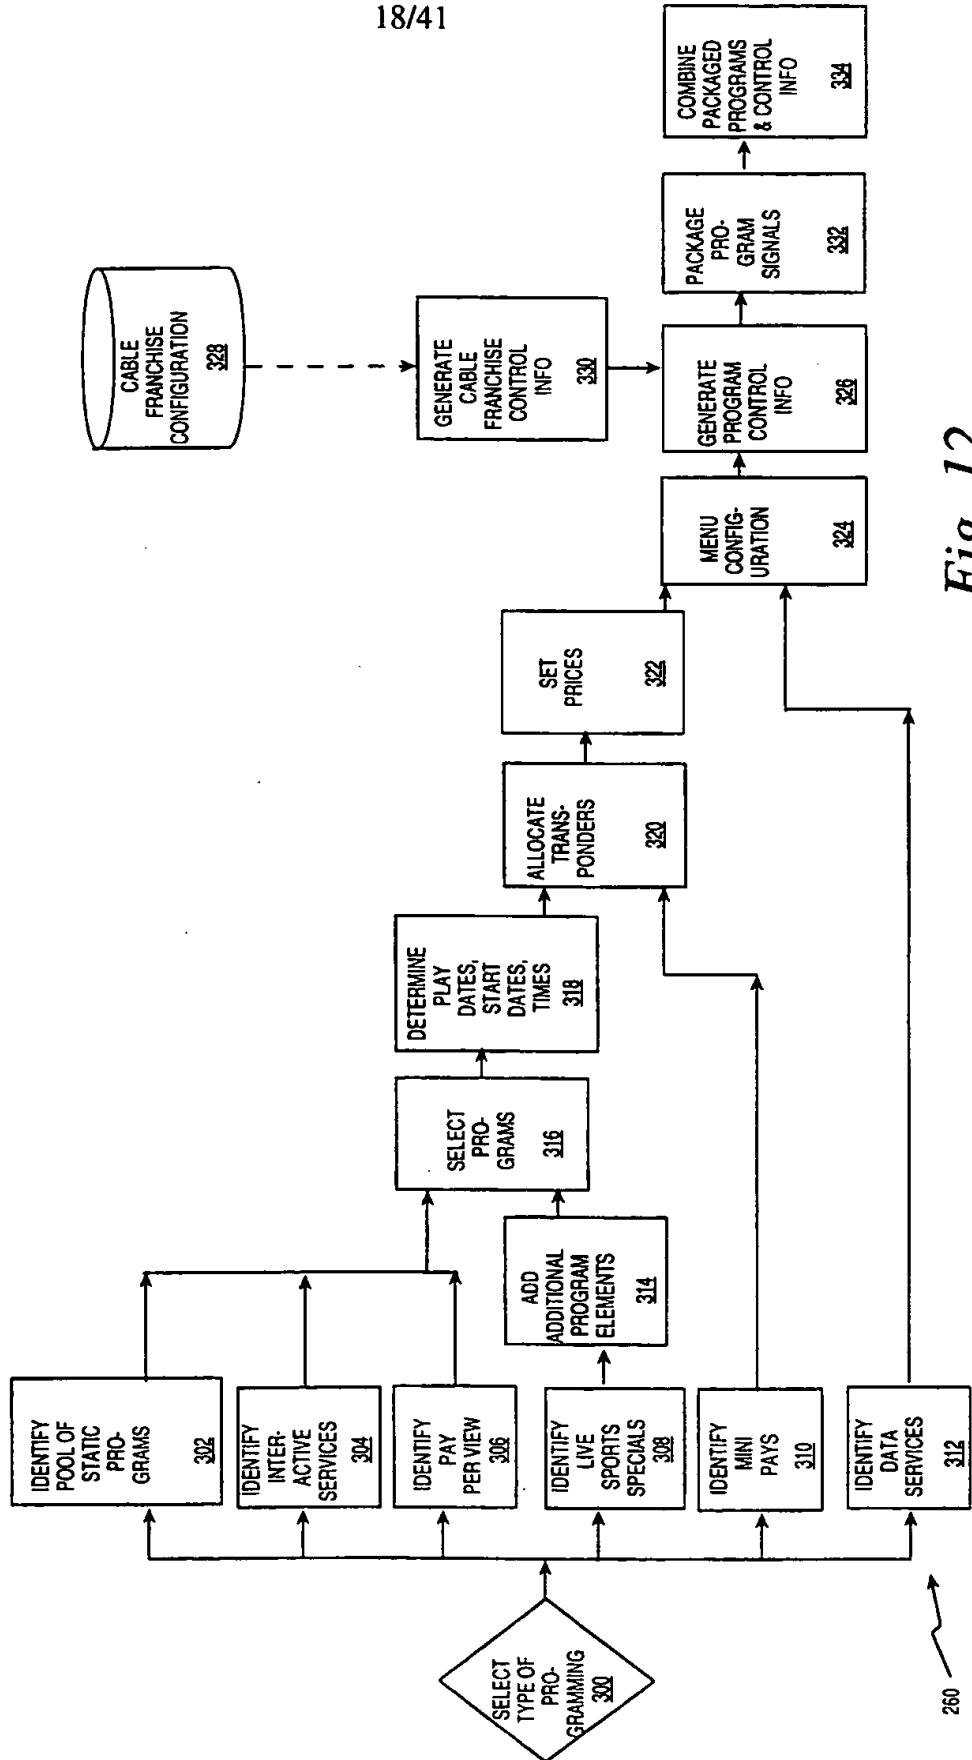 18/41
SELECT
TYPE OF
PRO-
GRAMMING
300
IDENTIFY
POOL OF
STATIC
PRO-
GRAMS
302
IDENTIFY
INTER-
ACTIVE
SERVICES
304
IDENTIFY
PAY
PER VIEW
306
IDENTIFY
LIVE
SPORTS
SPECIALS
308
IDENTIFY
MINI
PAYS
310
IDENTIFY
DATA
SERVICES
312
ADD
ADDITIONAL
PROGRAM
ELEMENTS
314
SELECT
PRO-
GRAMS
316
DETERMINE
PLAY
DATES,
START
DATES,
TIMES
318
ALLOCATE
TRANS-
PONDERS
320
SET
PRICES
322
MENU
CONFIG-
URATION
324
CABLE
FRANCHISE
CONFIGURATION
328
GENERATE
CABLE
FRANCHISE
CONTROL
INFO
330
GENERATE
PROGRAM
CONTROL
INFO
326
PACKAGE
PRO-
GRAM
SIGNALS
332
COMBINE
PACKAGED
PROGRAMS
& CONTROL
INFO
334
260
Fig. 12